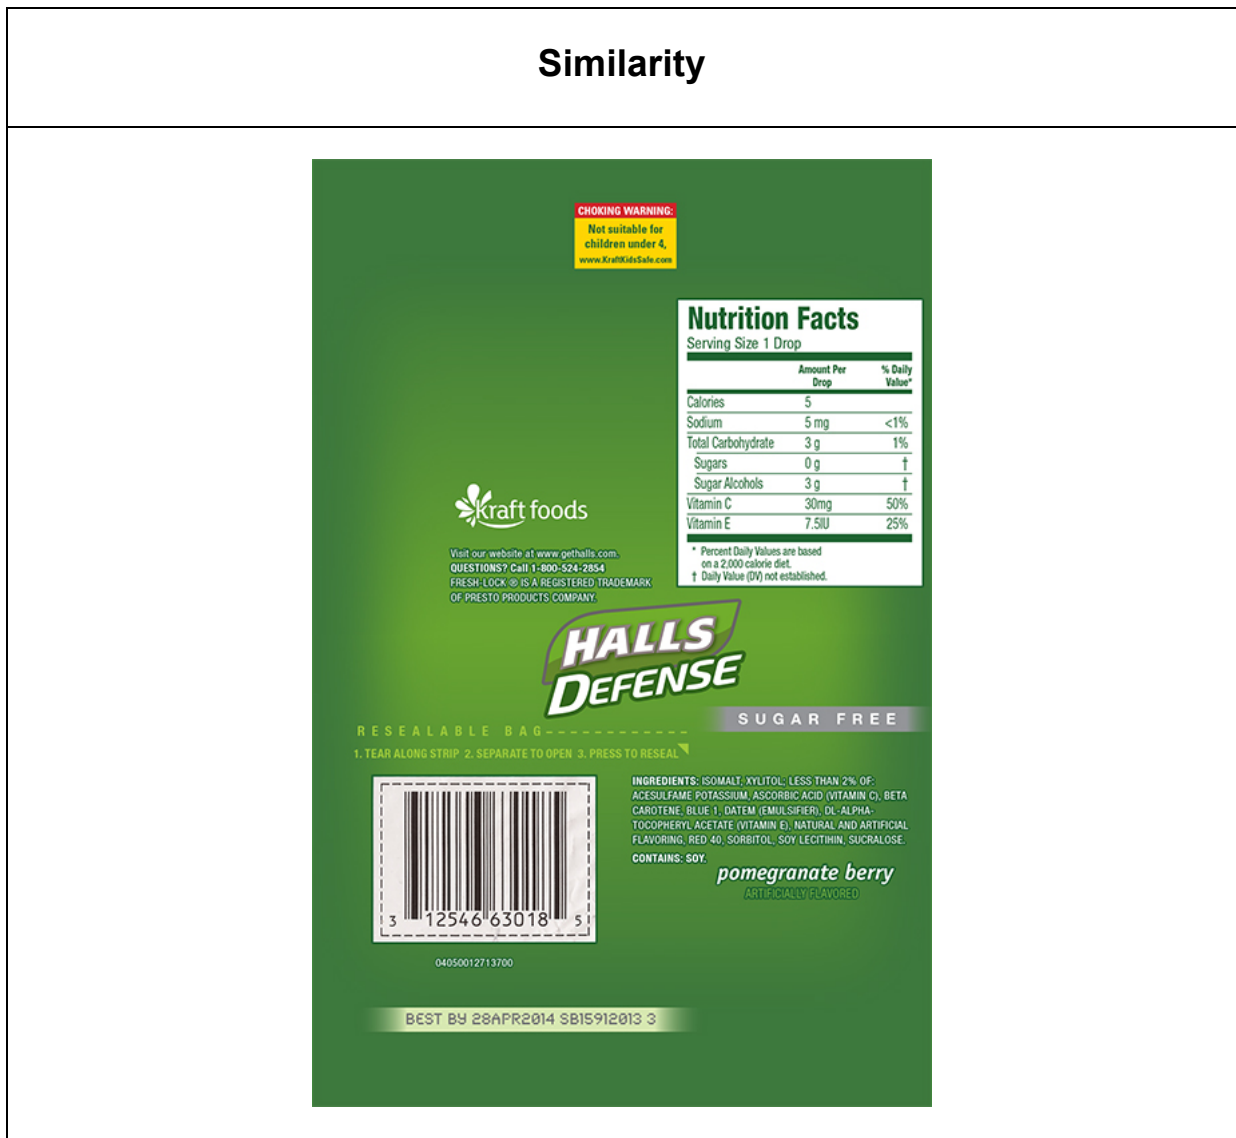 Similarity
CHOKING WARNING:
Not suitable for
children under 4,
www.KraftKidsSafe.com
Nutrition Facts
Serving Size 1 Drop
Amount Per Drop % Daily Value*
Calories 5
Sodium 5 mg <1%
Total Carbohydrate 3 g 1%
Sugars 0 g †
Sugar Alcohols 3 g †
Vitamin C 30mg 50%
Vitamin E 7.5IU 25%
* Percent Daily Values are based
on a 2,000 calorie diet.
† Daily Value (DV) not established.
kraft foods
Visit our website at www.gethalls.com.
QUESTIONS? Call 1-800-524-2854
FRESH-LOCK ® IS A REGISTERED TRADEMARK
OF PRESTO PRODUCTS COMPANY.
HALLS
DEFENSE
SUGAR FREE
RESEALABLE BAG------------
1. TEAR ALONG STRIP 2. SEPARATE TO OPEN 3. PRESS TO RESEAL
INGREDIENTS: ISOMALT, XYLITOL; LESS THAN 2% OF:
ACESULFAME POTASSIUM, ASCORBIC ACID (VITAMIN C), BETA
CAROTENE, BLUE 1, DATEM (EMULSIFIER), DL-ALPHA-
TOCOPHERYL ACETATE (VITAMIN E), NATURAL AND ARTIFICIAL
FLAVORING, RED 40, SORBITOL, SOY LECITIHIN, SUCRALOSE.
CONTAINS: SOY.
pomegranate berry
ARTIFICIALLY FLAVORED
3 12546 63018 5
04050012713700
BEST BY 28APR2014 SB15912013 3